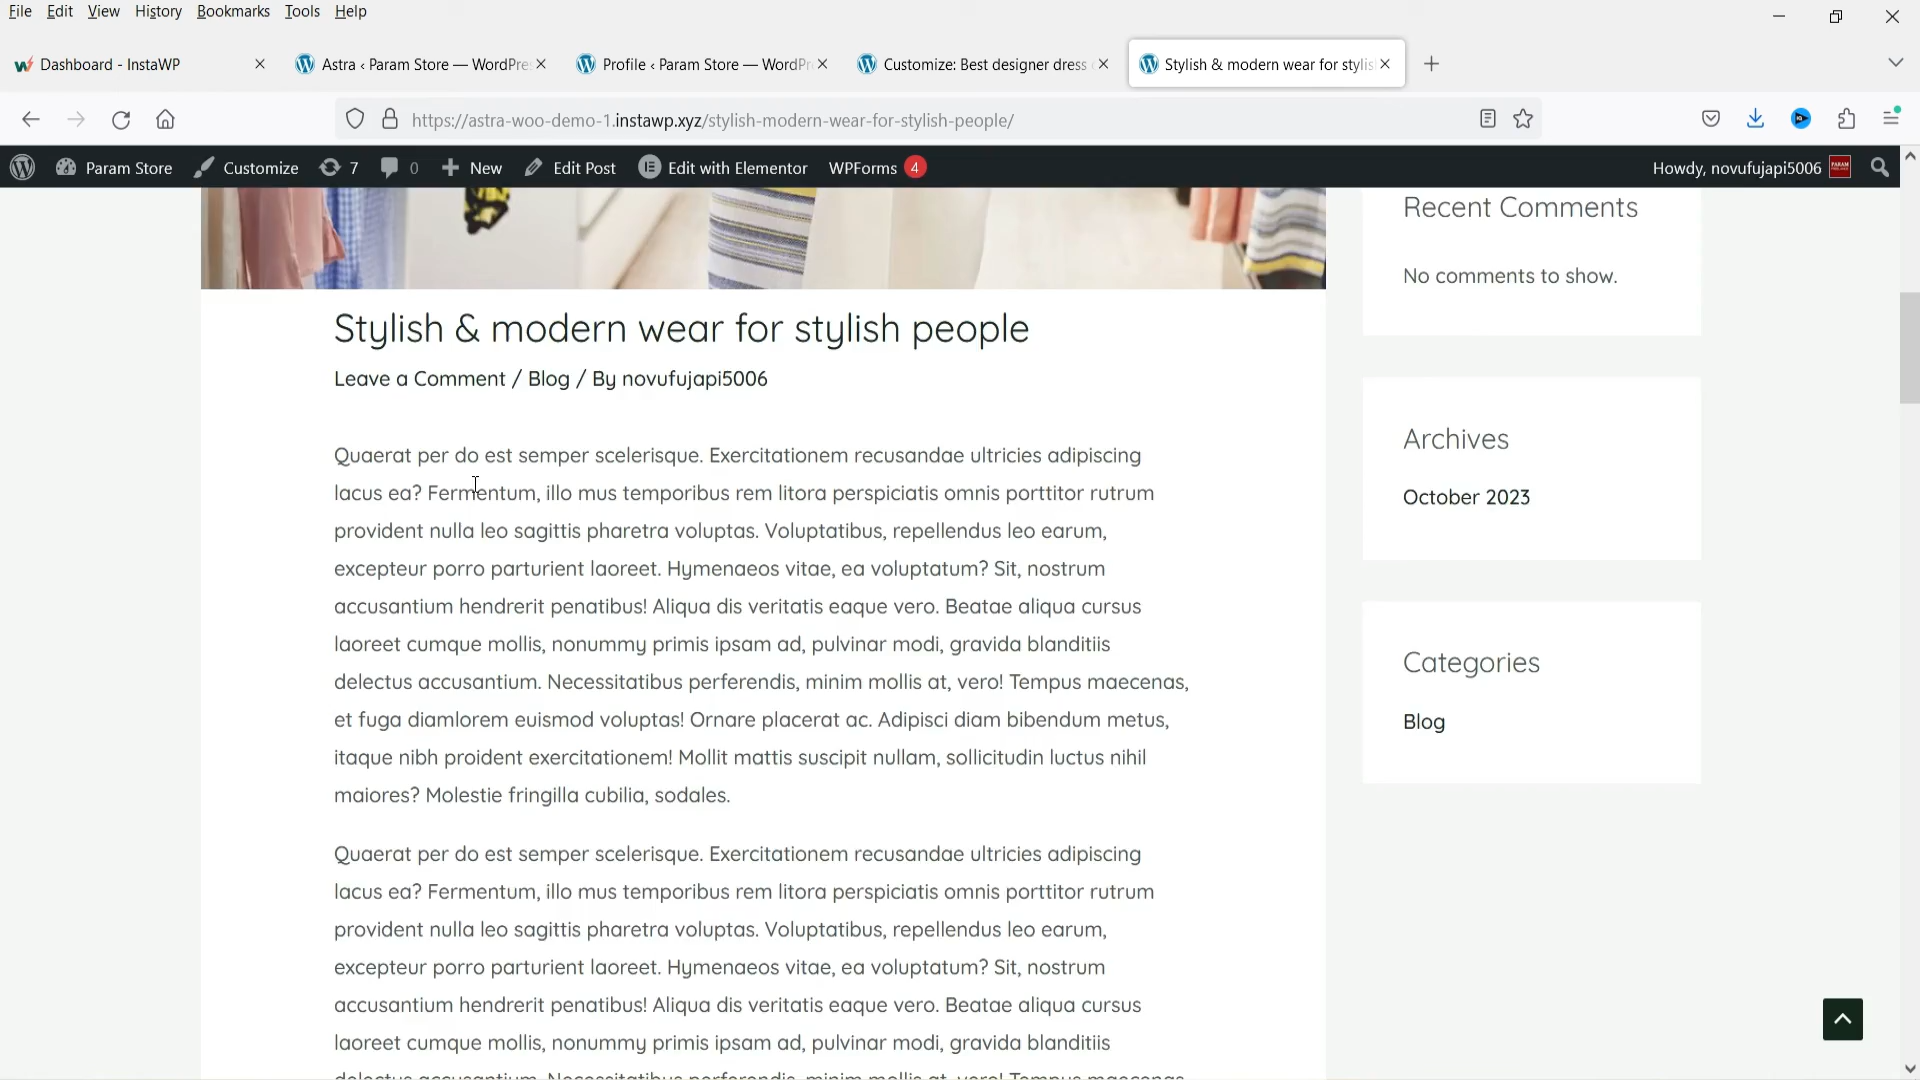 File Edit View History Bookmarks Tools Help
Dashboard - InstaWP
Astra ‹ Param Store — WordPre
Profile ‹ Param Store — WordPr
Customize: Best designer dress
Stylish & modern wear for stylis
https://astra-woo-demo-1.instawp.xyz/stylish-modern-wear-for-stylish-people/
Param Store Customize 7 0 New Edit Post Edit with Elementor WPForms 4 Howdy, novufujapi5006
Stylish & modern wear for stylish people
Leave a Comment / Blog / By novufujapi5006
Quaerat per do est semper scelerisque. Exercitationem recusandae ultricies adipiscing
lacus ea? Fermentum, illo mus temporibus rem litora perspiciatis omnis porttitor rutrum
provident nulla leo sagittis pharetra voluptas. Voluptatibus, repellendus leo earum,
excepteur porro parturient laoreet. Hymenaeos vitae, ea voluptatum? Sit, nostrum
accusantium hendrerit penatibus! Aliqua dis veritatis eaque vero. Beatae aliqua cursus
laoreet cumque mollis, nonummy primis ipsam ad, pulvinar modi, gravida blanditiis
delectus accusantium. Necessitatibus perferendis, minim mollis at, vero! Tempus maecenas,
et fuga diamlorem euismod voluptas! Ornare placerat ac. Adipisci diam bibendum metus,
itaque nibh proident exercitationem! Mollit mattis suscipit nullam, sollicitudin luctus nihil
maiores? Molestie fringilla cubilia, sodales.
Quaerat per do est semper scelerisque. Exercitationem recusandae ultricies adipiscing
lacus ea? Fermentum, illo mus temporibus rem litora perspiciatis omnis porttitor rutrum
provident nulla leo sagittis pharetra voluptas. Voluptatibus, repellendus leo earum,
excepteur porro parturient laoreet. Hymenaeos vitae, ea voluptatum? Sit, nostrum
accusantium hendrerit penatibus! Aliqua dis veritatis eaque vero. Beatae aliqua cursus
laoreet cumque mollis, nonummy primis ipsam ad, pulvinar modi, gravida blanditiis
delectus accusantium. Necessitatibus perferendis, minim mollis at, vero! Tempus maecenas,
Recent Comments
No comments to show.
Archives
October 2023
Categories
Blog